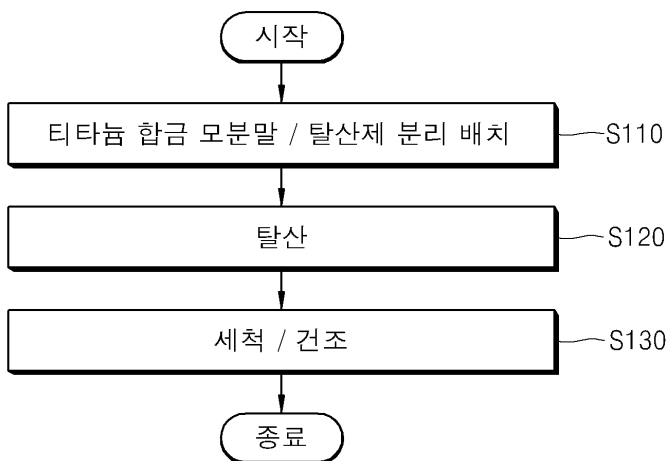 시작
티타늄 합금 모분말 / 탈산제 분리 배치
S110
탈산
S120
세척 / 건조
S130
종료